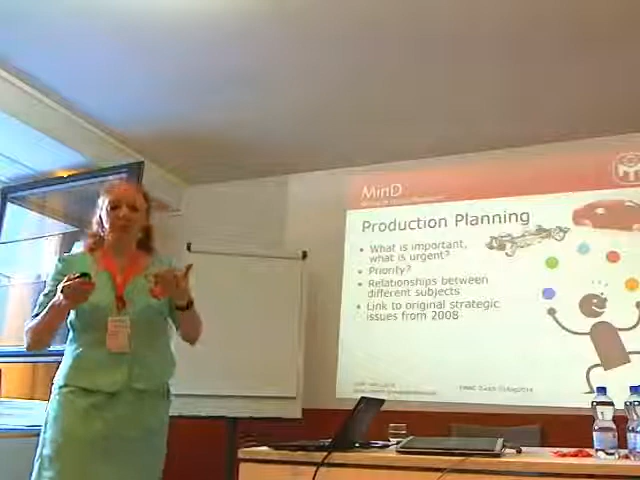 MinD
Production Planning
• What is important,
what is urgent?
• Priority?
• Relationships between
different subjects
• Link to original strategic
issues from 2008